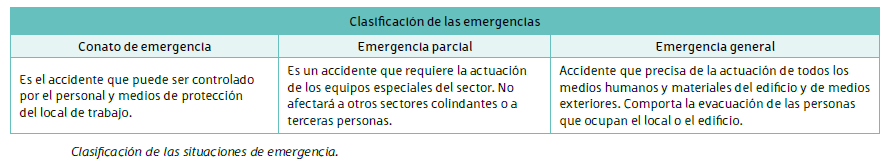 Clasificación de las emergencias
Conato de emergencia
Emergencia parcial
Emergencia general
Es el accidente que puede ser controlado
por el personal y medios de protección
del local de trabajo.
Es un accidente que requiere la actuación
de los equipos especiales del sector. No
afectará a otros sectores colindantes o a
terceras personas.
Accidente que precisa de la actuación de todos los
medios humanos y materiales del edificio y de medios
exteriores. Comporta la evacuación de las personas
que ocupan el local o el edificio.
Clasificación de las situaciones de emergencia.